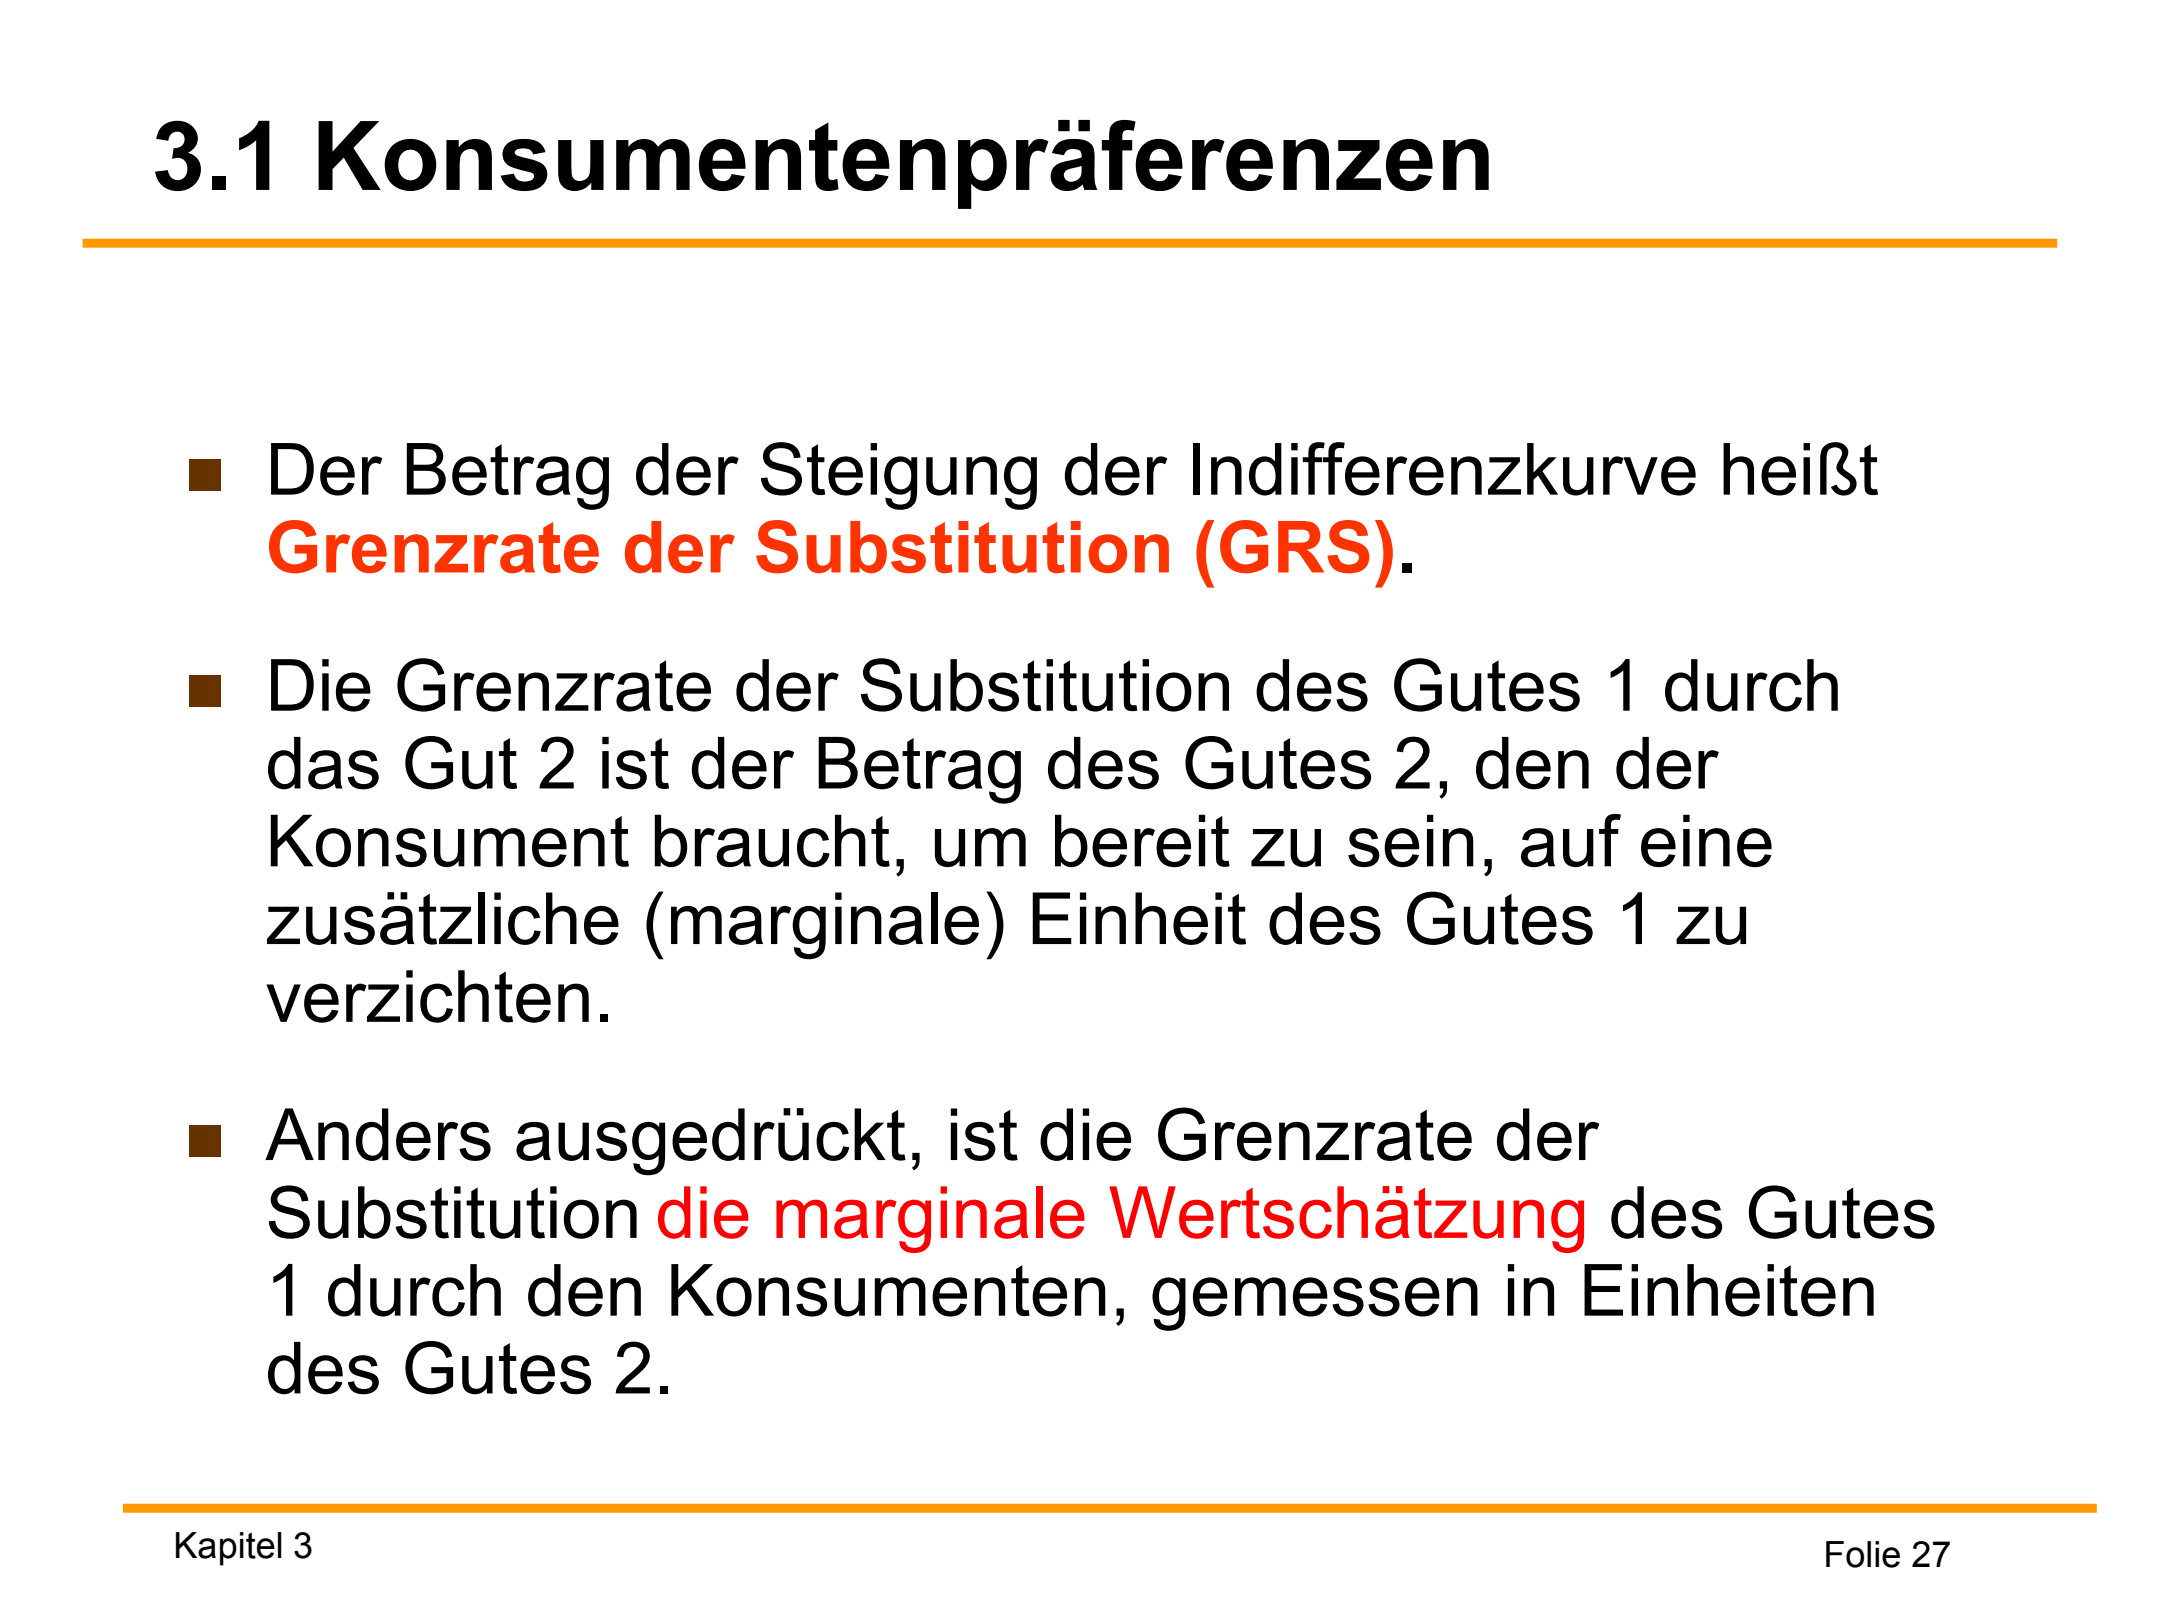 3.1 Konsumentenpräferenzen
Der Betrag der Steigung der Indifferenzkurve heißt
Grenzrate der Substitution (GRS).
Die Grenzrate der Substitution des Gutes 1 durch
das Gut 2 ist der Betrag des Gutes 2, den der
Konsument braucht, um bereit zu sein, auf eine
zusätzliche (marginale) Einheit des Gutes 1 zu
verzichten.
Anders ausgedrückt, ist die Grenzrate der
Substitution die marginale Wertschätzung des Gutes
1 durch den Konsumenten, gemessen in Einheiten
des Gutes 2.
Kapitel 3
Folie 27